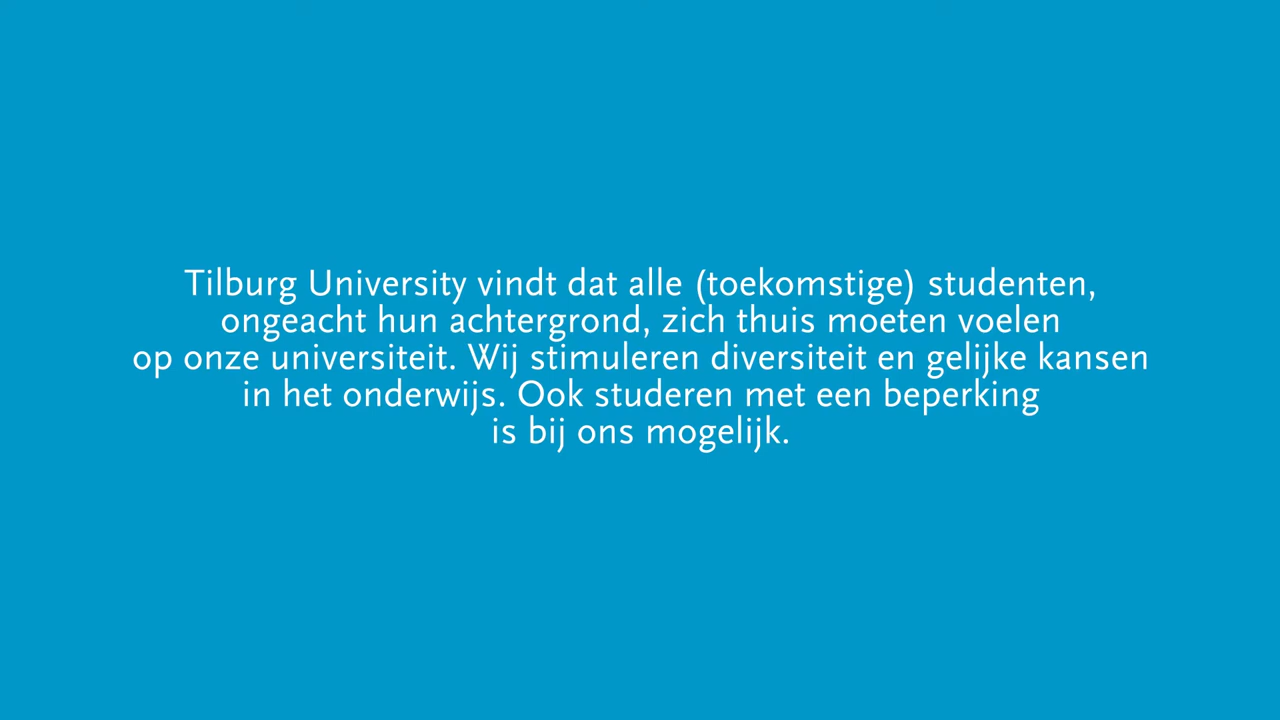 Tilburg University vindt dat alle (toekomstige) studenten,
ongeacht hun achtergrond, zich thuis moeten voelen
op onze universiteit. Wij stimuleren diversiteit en gelijke kansen
in het onderwijs. Ook studeren met een beperking
is bij ons mogelijk.